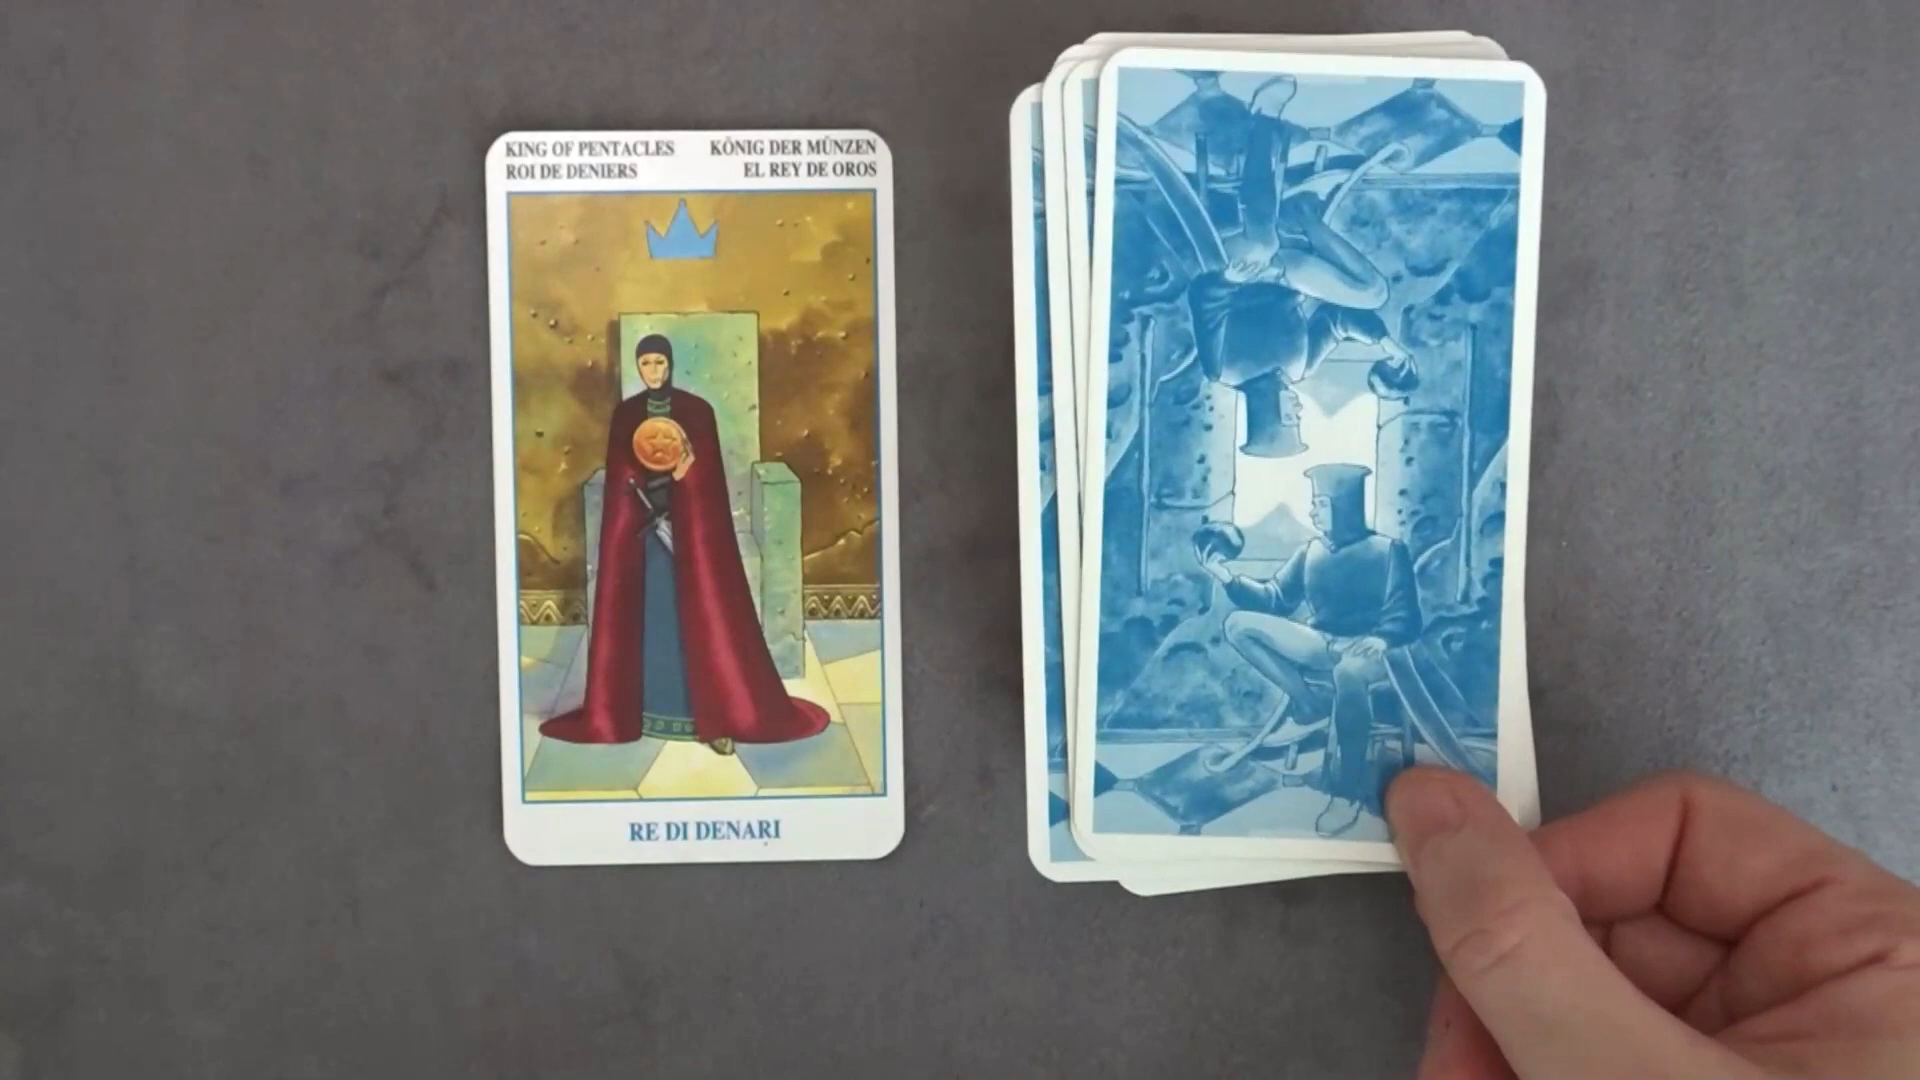 KING OF PENTACLES
ROI DE DENIERS
KÖNIG DER MÜNZEN
EL REY DE OROS
RE DI DENARI